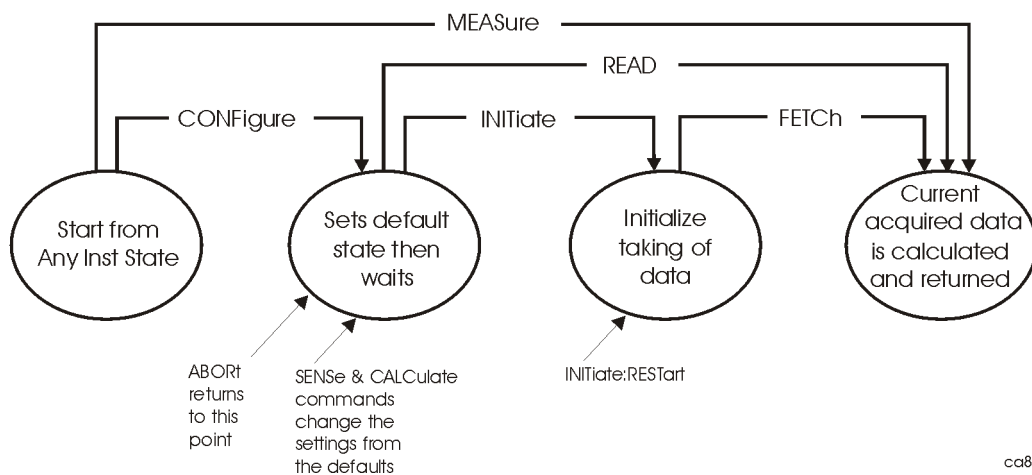 MEASure
READ
CONFigure
INITiate
FETCh
Start from
Any Inst State
Sets default
state then
waits
Initialize
taking of
data
Current
acquired data
is calculated
and returned
ABORt
returns
to this
point
SENSe & CALCulate
commands
change the
settings from
the defaults
INITiate:RESTart
ca8